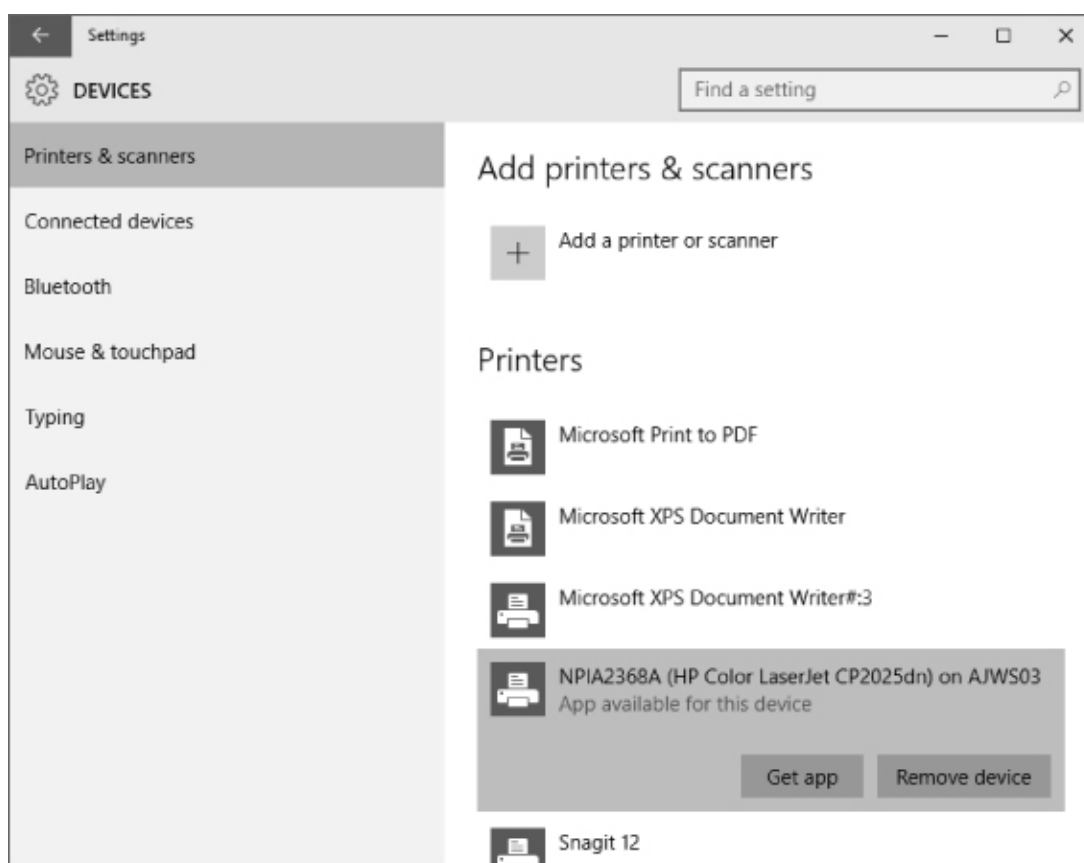 Settings
DEVICES
Find a setting
Printers & scanners
Connected devices
Bluetooth
Mouse & touchpad
Typing
AutoPlay
Add printers & scanners
Add a printer or scanner
Printers
Microsoft Print to PDF
Microsoft XPS Document Writer
Microsoft XPS Document Writer#:3
NPIA2368A (HP Color LaserJet CP2025dn) on AJWS03
App available for this device
Get app
Remove device
Snagit 12